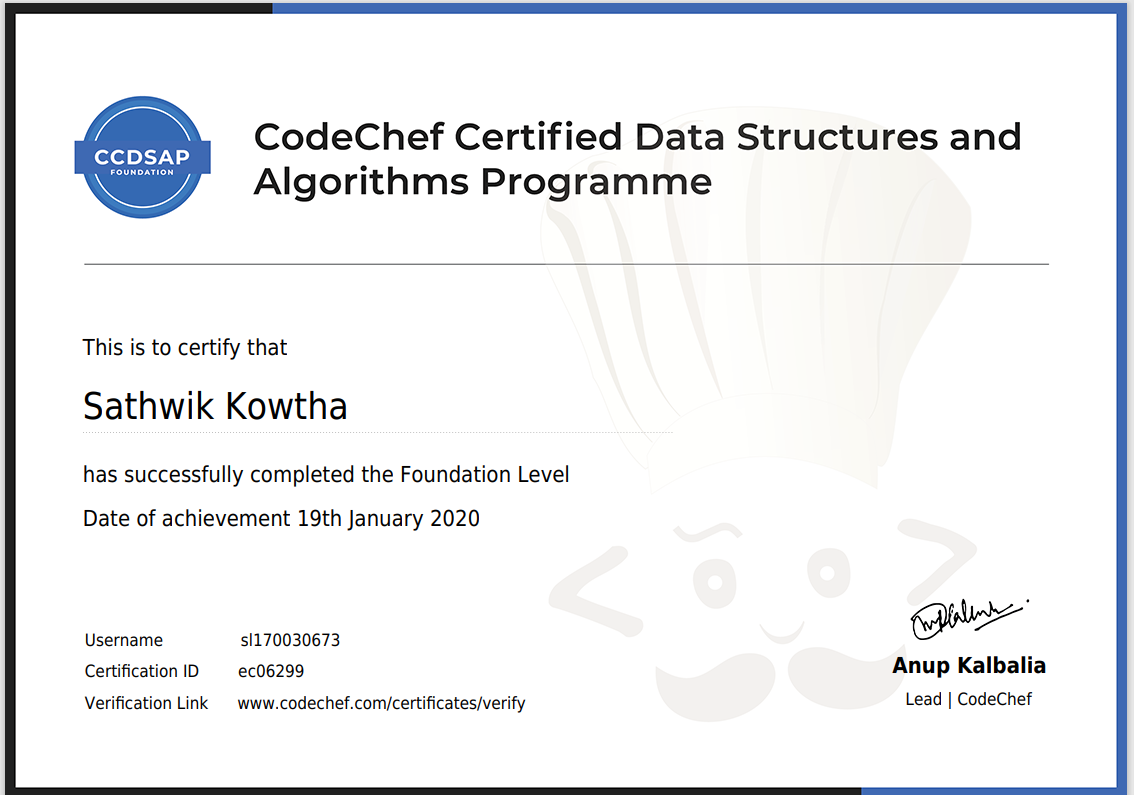 CCDSAP
FOUNDATION
CodeChef Certified Data Structures and
Algorithms Programme
This is to certify that
Sathwik Kowtha
has successfully completed the Foundation Level
Date of achievement 19th January 2020
Username sl170030673
Certification ID ec06299
Verification Link www.codechef.com/certificates/verify
Anup Kalbalia
Lead | CodeChef